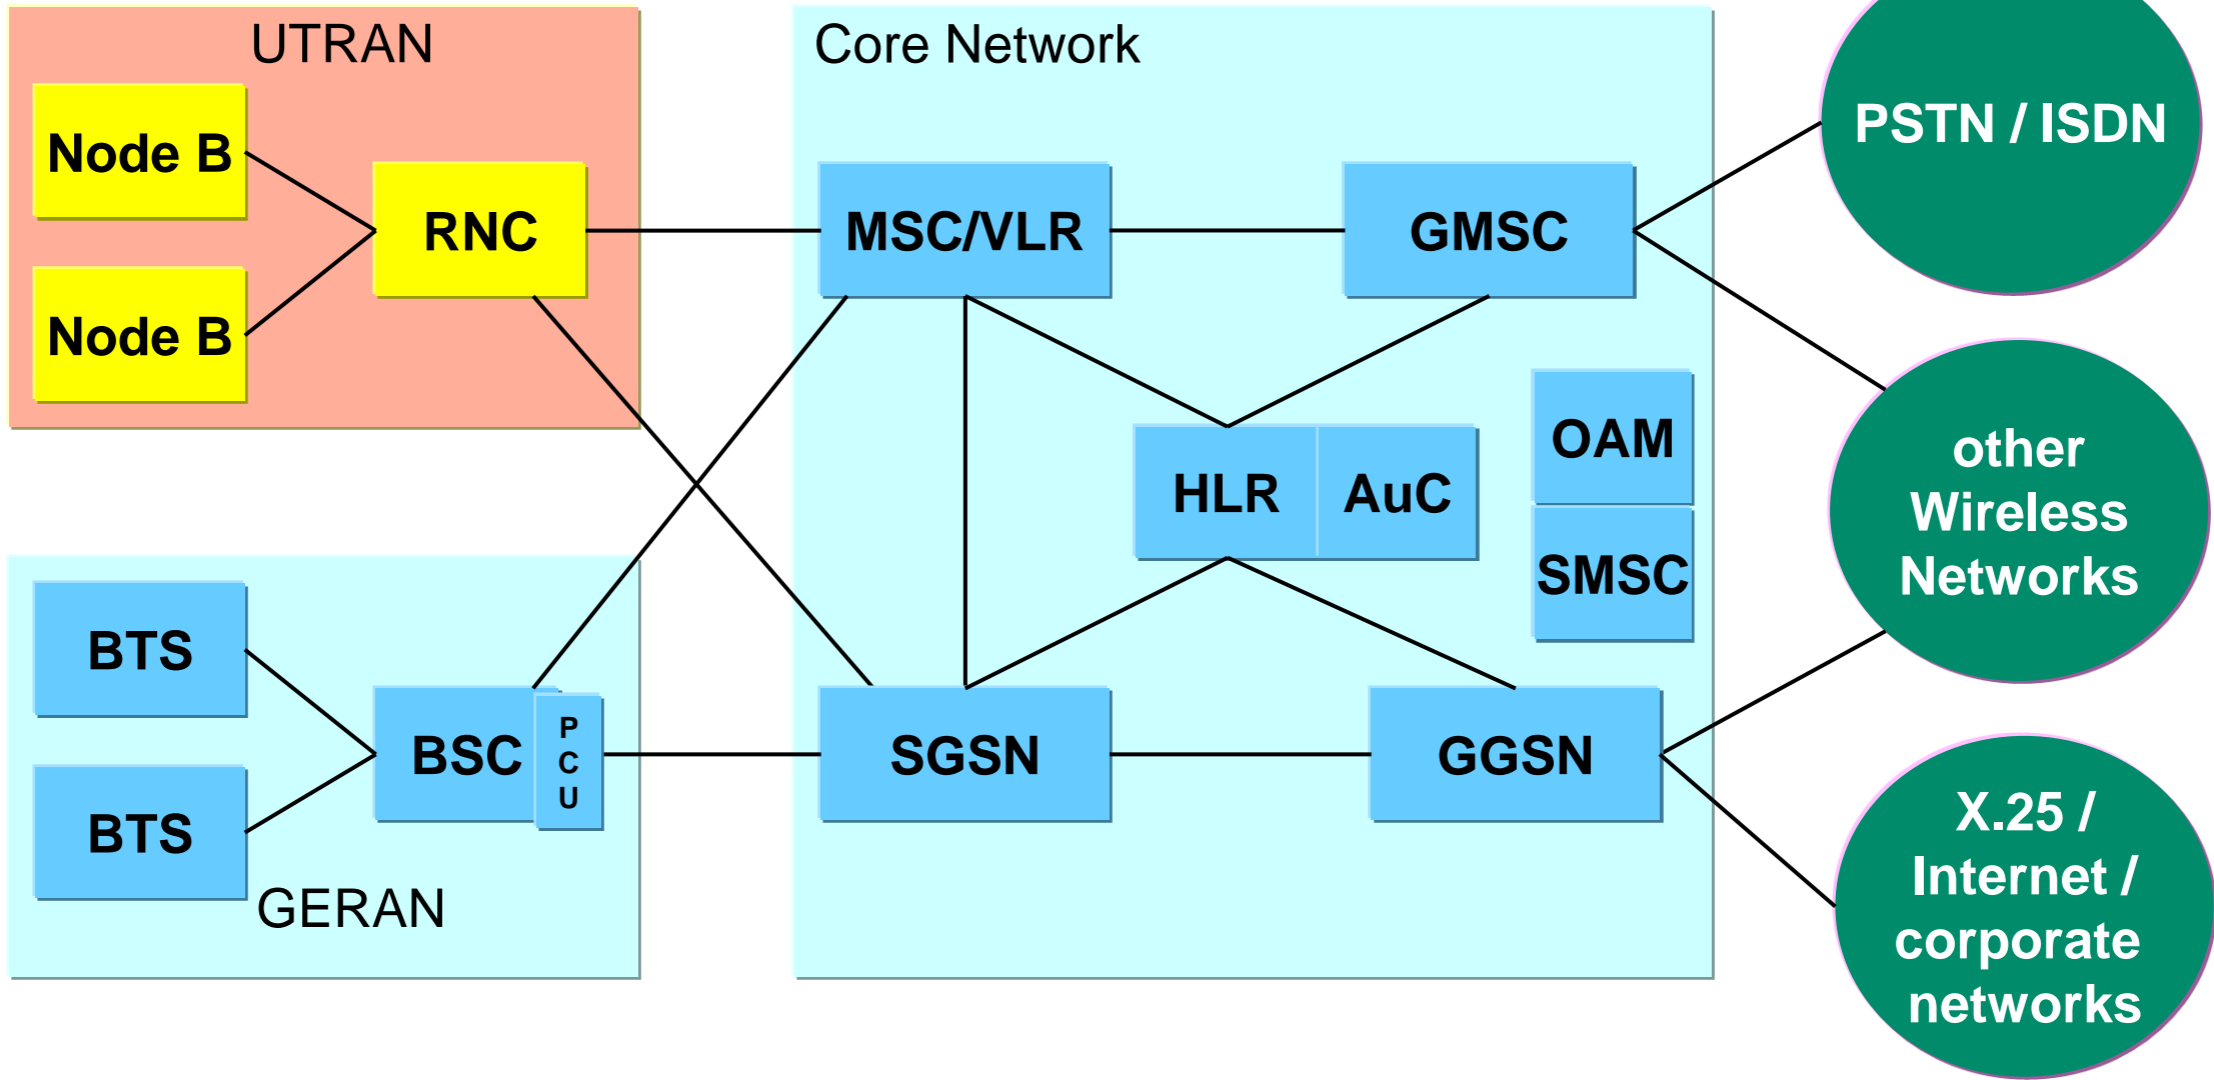 UTRAN
Node B
Node B
RNC
Core Network
MSC/VLR
GMSC
HLR
AuC
OAM
SMSC
SGSN
GGSN
BTS
BTS
BSC
P
C
U
GERAN
PSTN / ISDN
other
Wireless
Networks
X.25 /
Internet /
corporate
networks